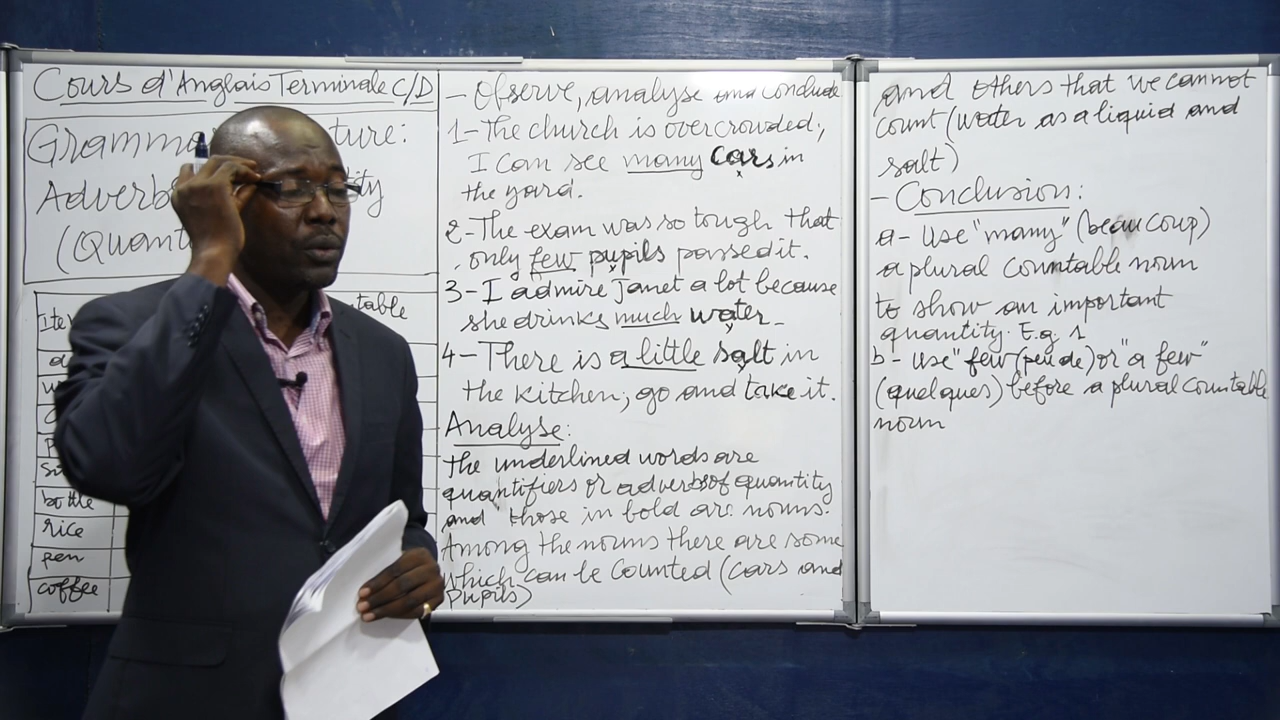 Cours d'Anglais Terminale C/D
Adverb
(Quant
table
bottle
rice
pen
coffee
- Observe, analyse and conclude
1- The church is overcrowded;
I can see many cars in
the yard.
2- The exam was so tough that
only few pupils passed it.
3- I admire Janet a lot because
she drinks much water_
4- There is a little salt in
the kitchen; go and take it.
Analyse:
the underlined words are
quantifiers or adverbs of quantity
and those in bold are nouns.
Among the nouns there are some
which can be counted (cars and
pupils)
and others that we cannot
count (water as a liquid and
salt)
- Conclusion:
a- Use "many" (beaucoup)
a plural countable noun
to show an important
quantity. E.g. 1
b- Use "few (peu de) or "a few"
(quelques) before a plural countable
noun